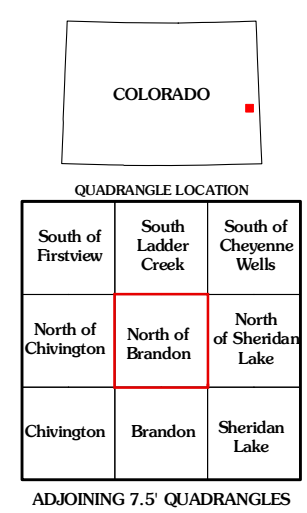 COLORADO
QUADRANGLE LOCATION
South of
Firstview
South
Ladder
Creek
South of
Cheyenne
Wells
North of
Chivington
North of
Brandon
North
of Sheridan
Lake
Chivington
Brandon
Sheridan
Lake
ADJOINING 7.5' QUADRANGLES